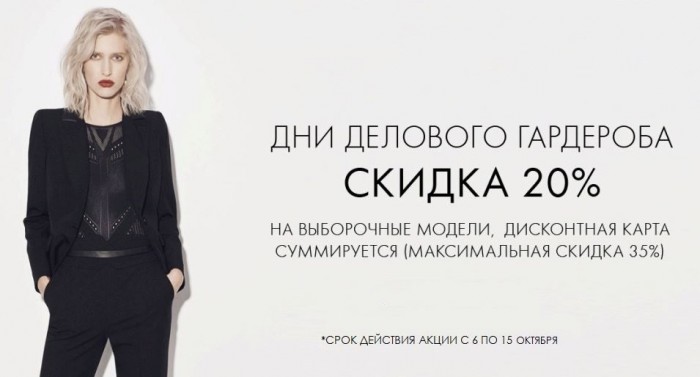 ДНИ ДЕЛОВОГО ГАРДЕРОБА
СКИДКА 20%
НА ВЫБОРОЧНЫЕ МОДЕЛИ, ДИСКОНТНАЯ КАРТА
СУММИРУЕТСЯ (МАКСИМАЛЬНАЯ СКИДКА 35%)
*СРОК ДЕЙСТВИЯ АКЦИИ С 6 ПО 15 ОКТЯБРЯ